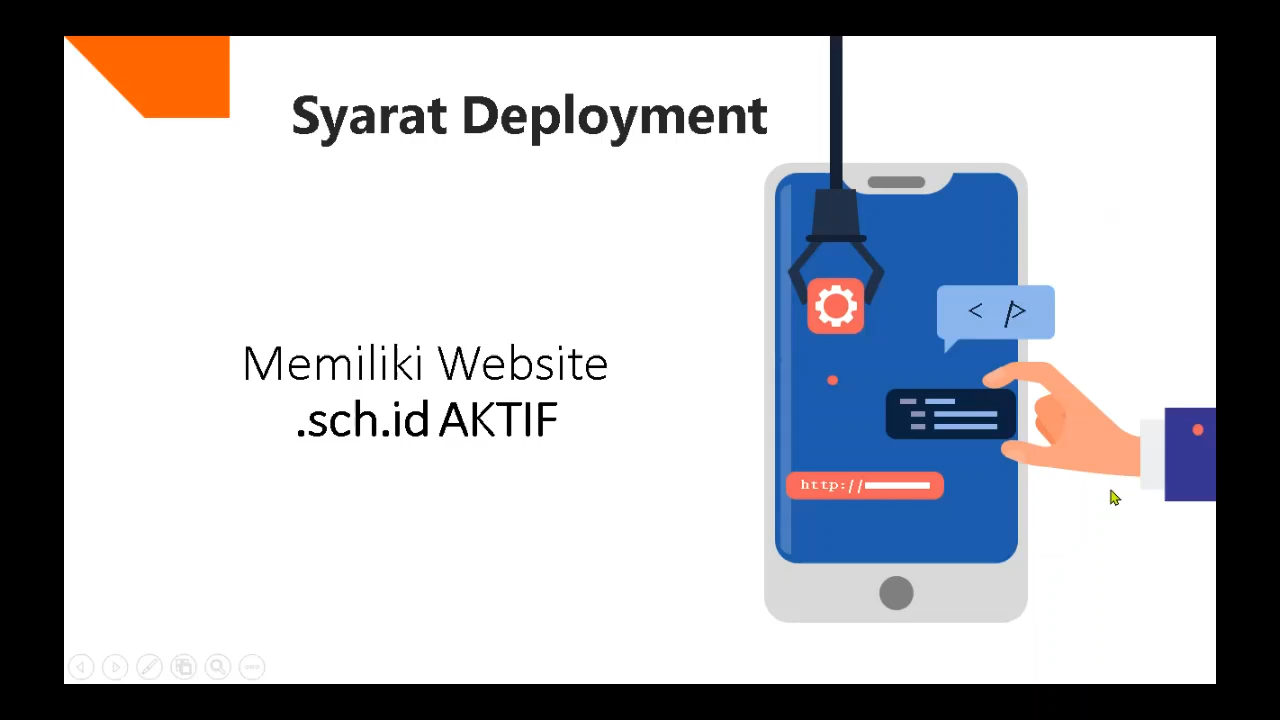 Syarat Deployment
Memiliki Website
.sch.id AKTIF
< />
http://